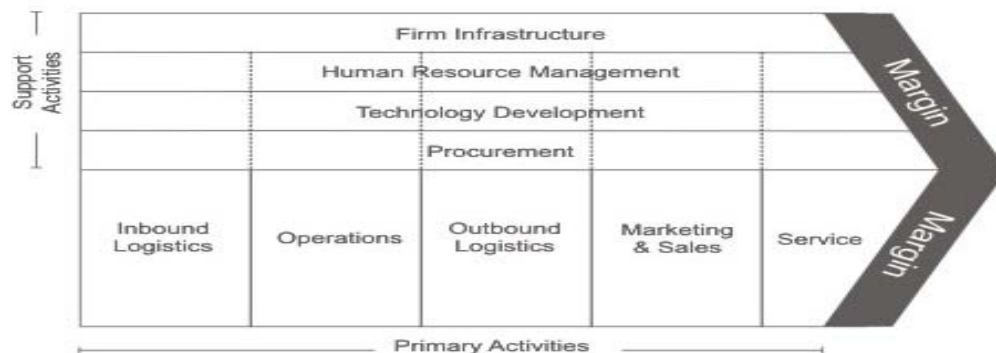 Support
Activities
Firm Infrastructure
Human Resource Management
Technology Development
Procurement
Inbound
Logistics
Operations
Outbound
Logistics
Marketing
& Sales
Service
Margin
Margin
Primary Activities